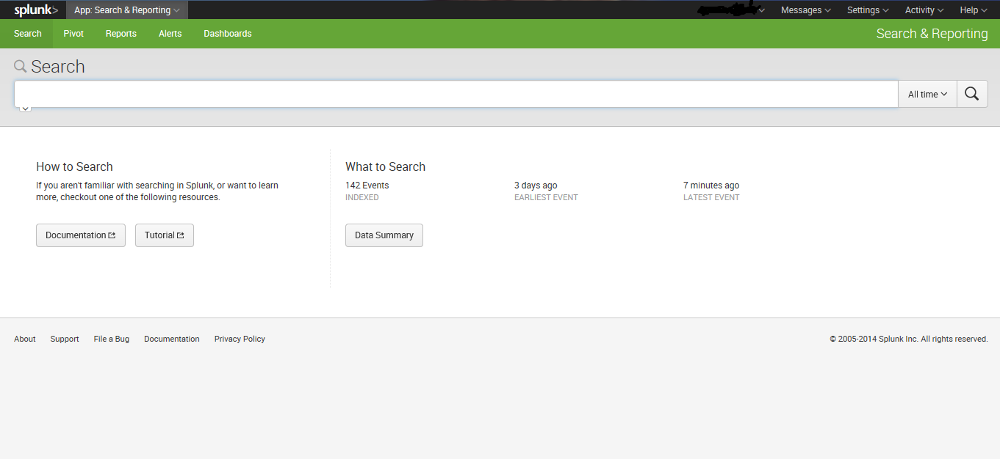 splunk> App: Search & Reporting Messages Settings Activity Help
Search Pivot Reports Alerts Dashboards Search & Reporting
Search
All time
How to Search
If you aren't familiar with searching in Splunk, or want to learn
more, checkout one of the following resources.
Documentation Tutorial
What to Search
142 Events 3 days ago 7 minutes ago
INDEXED EARLIEST EVENT LATEST EVENT
Data Summary
About Support File a Bug Documentation Privacy Policy © 2005-2014 Splunk Inc. All rights reserved.